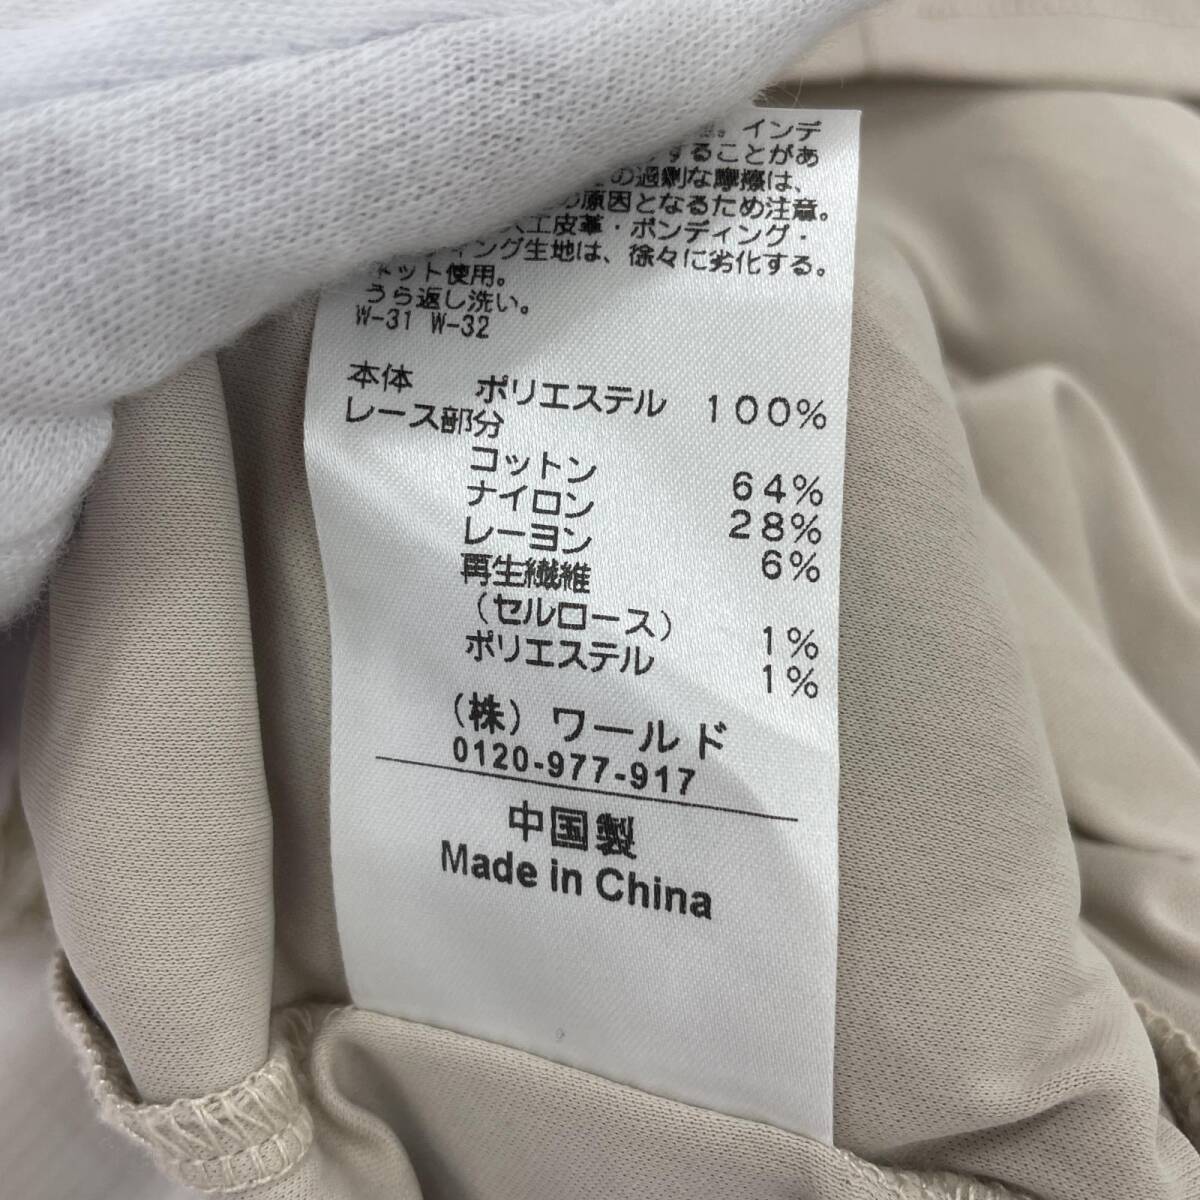 。インデ
することがあ
の過剰な摩擦は、
の原因となるため注意。
人工皮革・ボンディング・
ィング生地は、徐々に劣化する。
ネット使用。
うら返し洗い。
W-31 W-32
本体 ポリエステル 100%
レース部分
コットン 64%
ナイロン 28%
レーヨン 6%
再生繊維
(セルロース) 1%
ポリエステル 1%
(株) ワールド
0120-977-917
中国製
Made in China